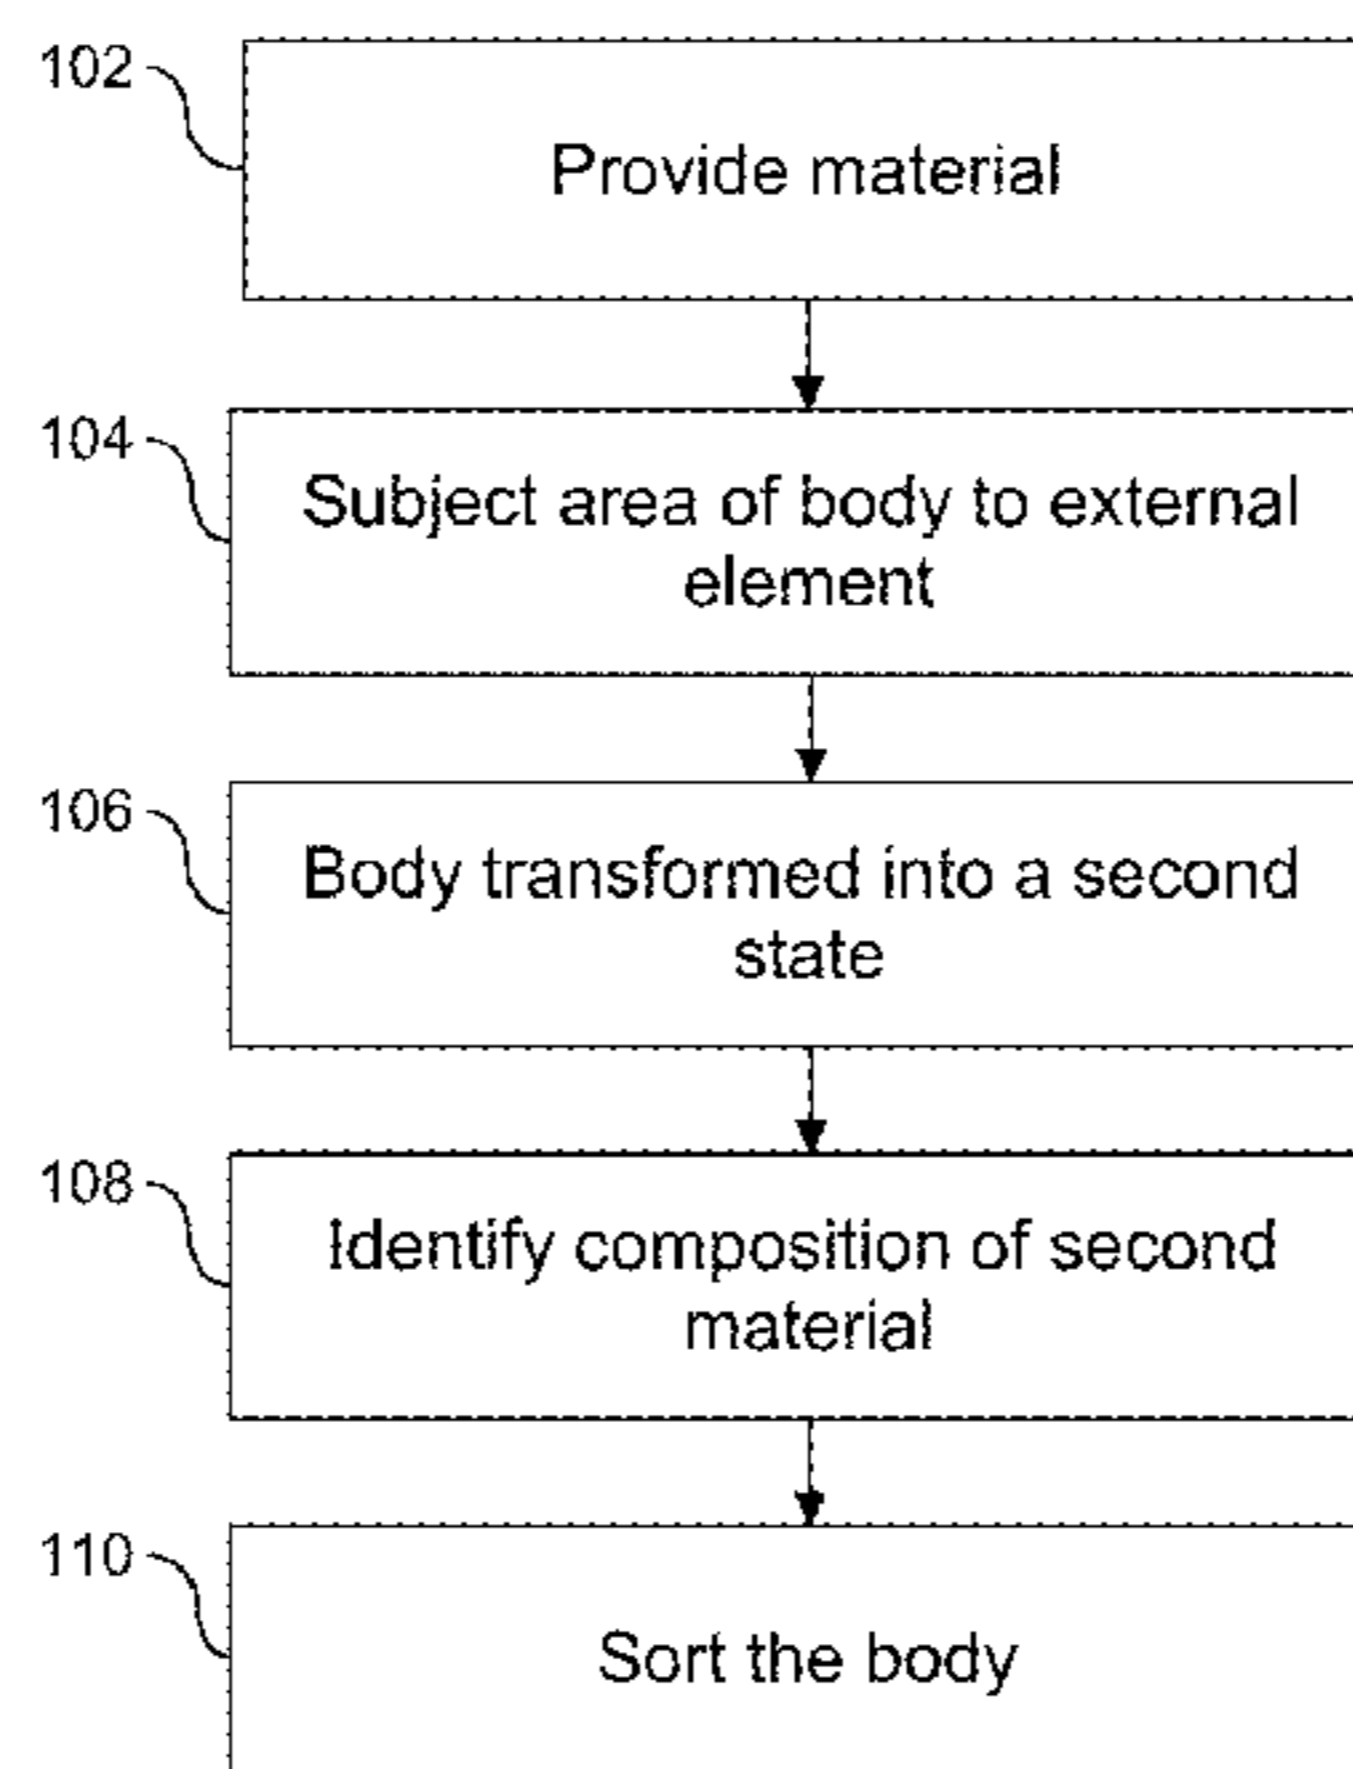 102
Provide material
104
Subject area of body to external
element
106
Body transformed into a second
state
108
Identify composition of second
material
110
Sort the body